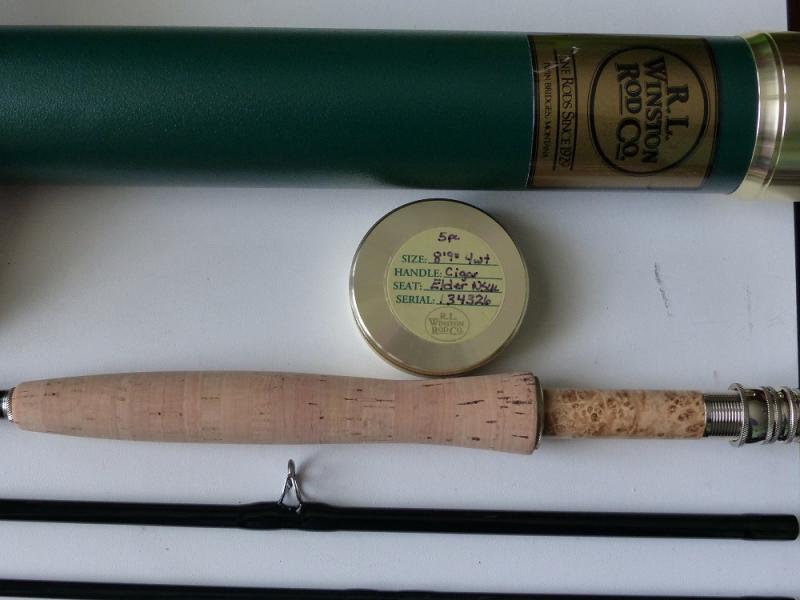 R.L.
WINSTON
ROD CO.
FINE RODS SINCE 1929
TWIN BRIDGES, MONTANA
5pc
SIZE: 8'9" 4wt
HANDLE: Cigar
SEAT: Elder
SERIAL: 134326
R.L.
WINSTON
ROD CO.